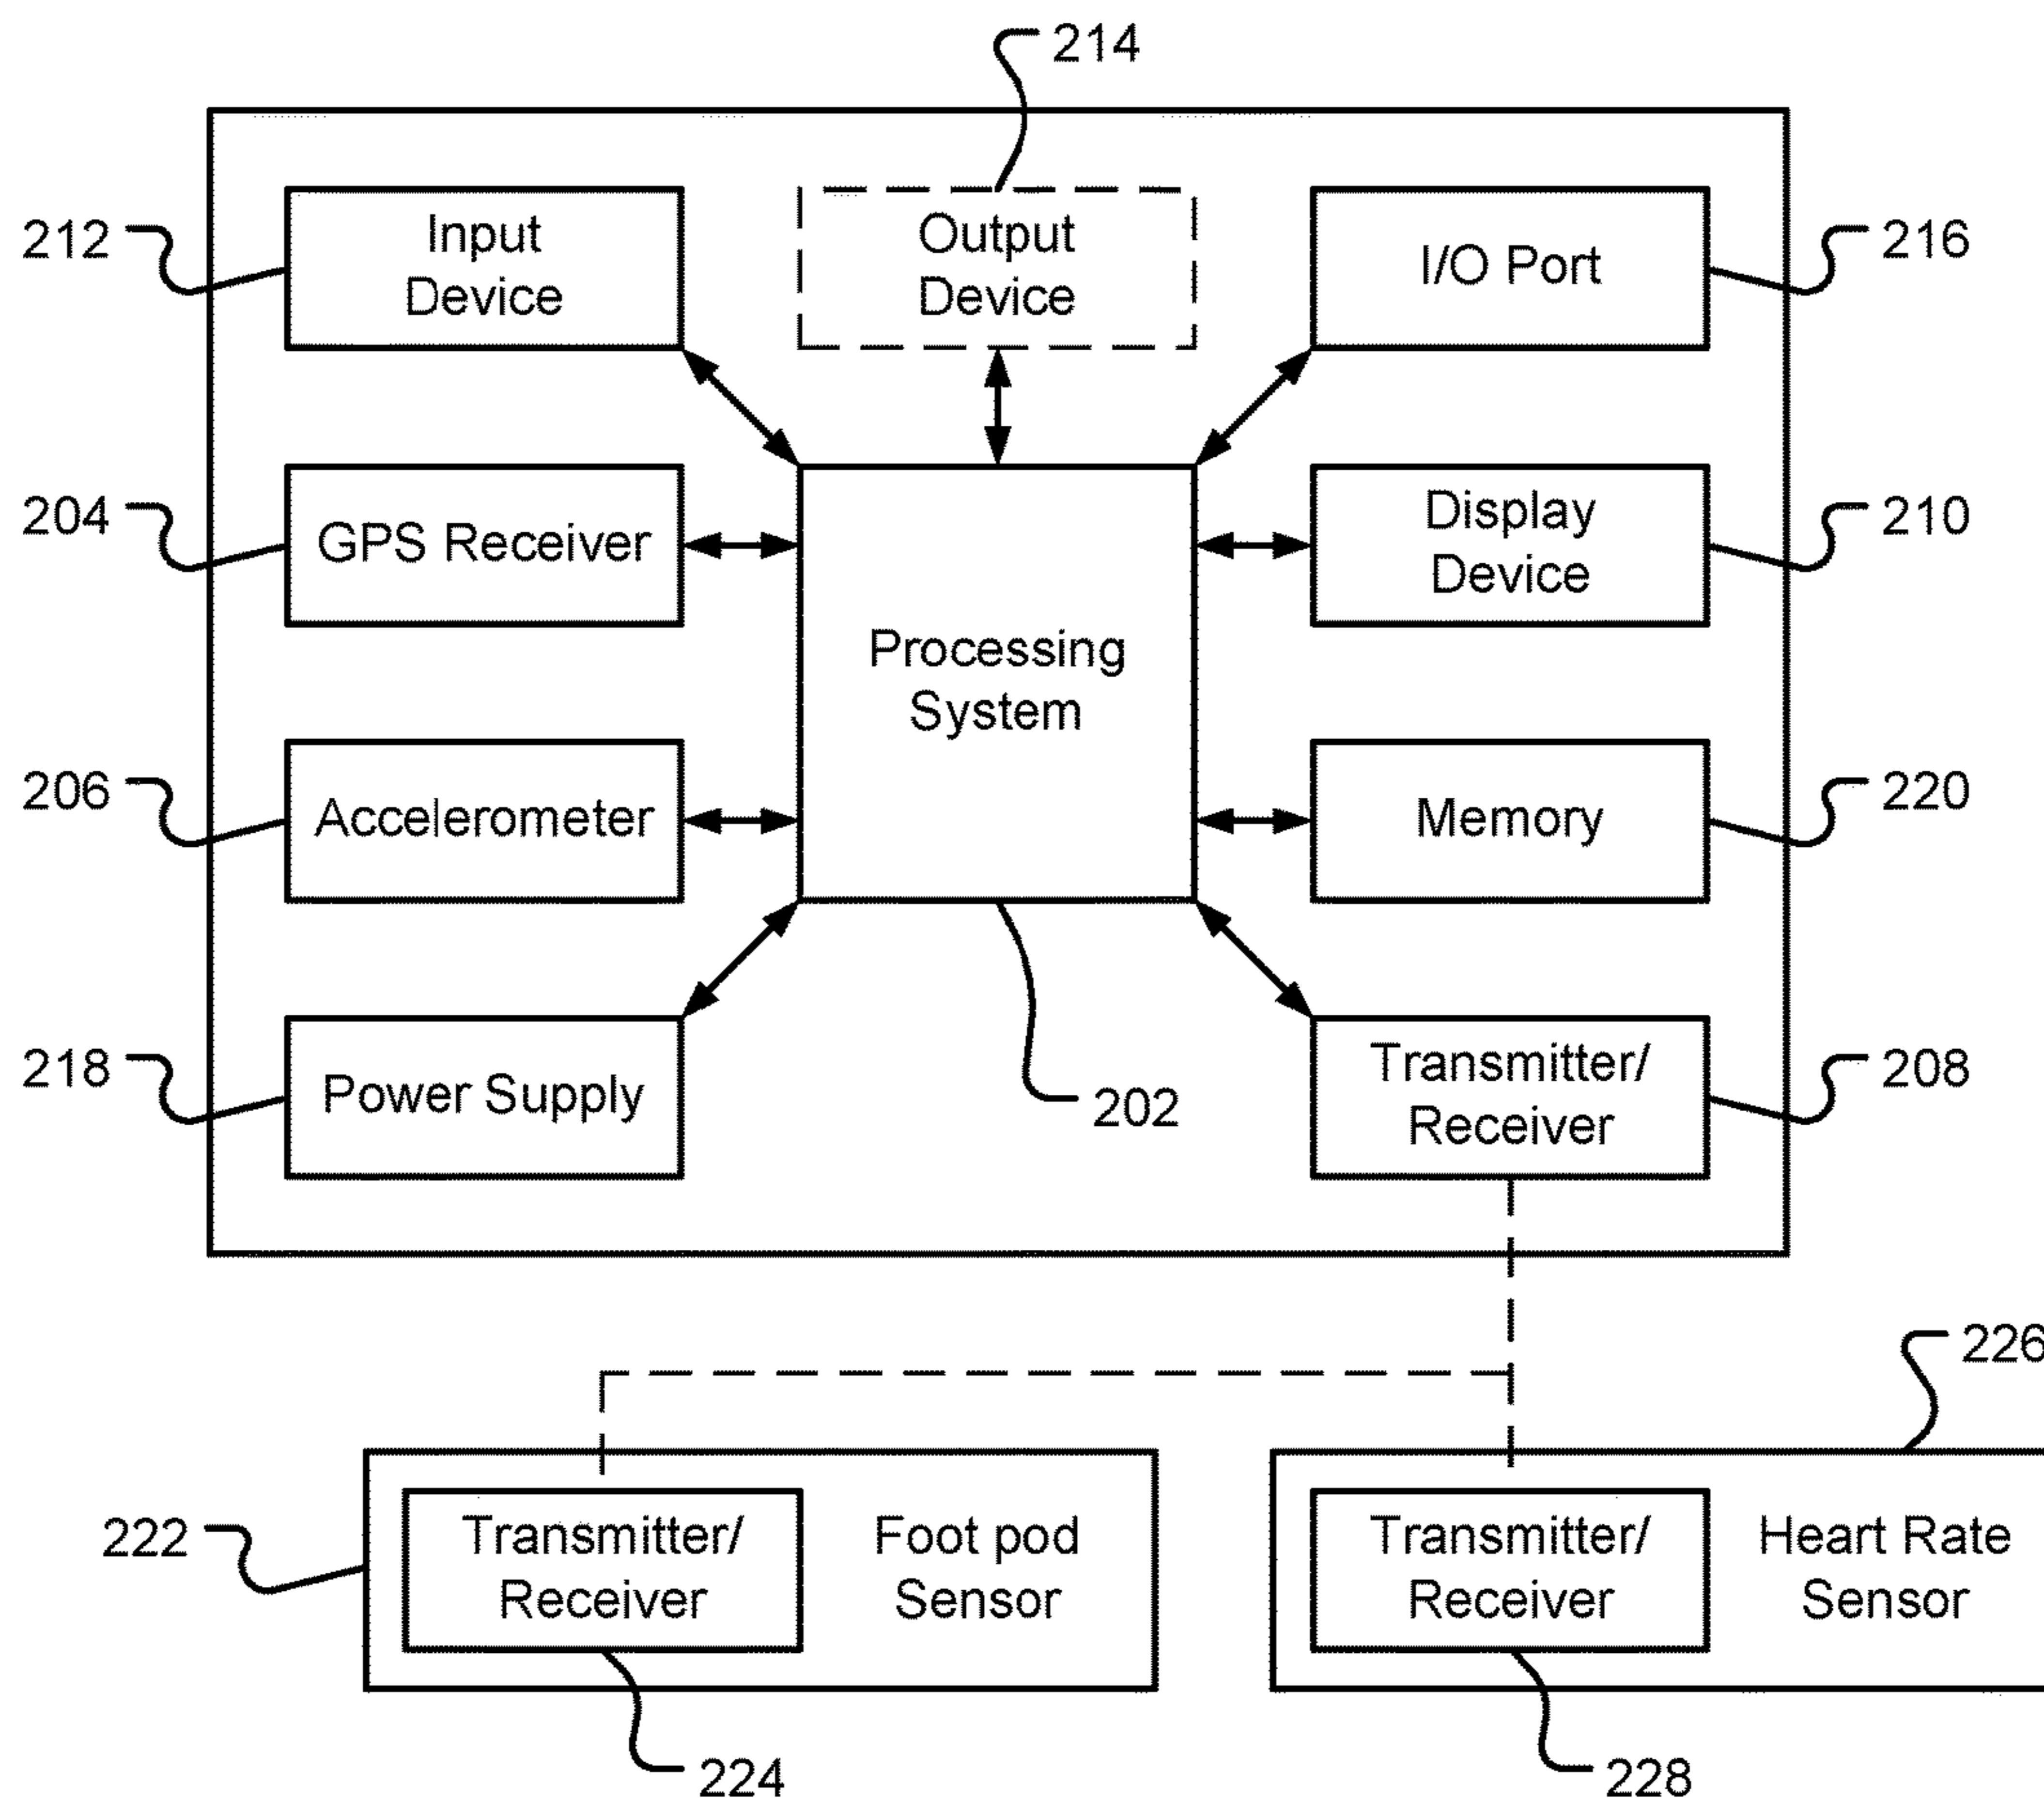 214
212
Input
Device
Output
Device
I/O Port
216
204
GPS Receiver
Display
Device
210
Processing
System
206
Accelerometer
Memory
220
218
Power Supply
202
Transmitter/
Receiver
208
226
222
Transmitter/
Receiver
Foot pod
Sensor
Transmitter/
Receiver
Heart Rate
Sensor
224
228